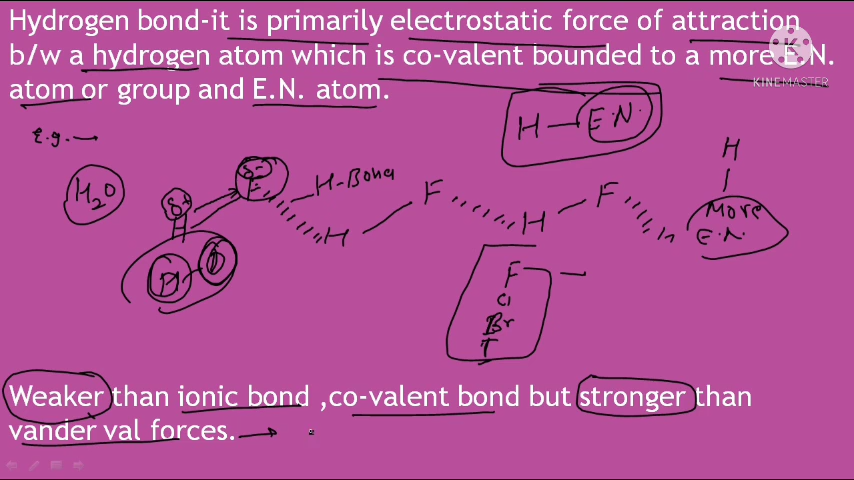 Hydrogen bond-it is primarily electrostatic force of attraction
b/w a hydrogen atom which is co-valent bounded to a more E.N.
atom or group and E.N. atom.
KINEMASTER
H - E.N.
E.g. →
H
H2O
δ-
F
H-Bond
F
F
More
E.N.
δ+
H
H
H
H
F
Cl
Br
I
Weaker than ionic bond ,co-valent bond but stronger than
vander val forces. →